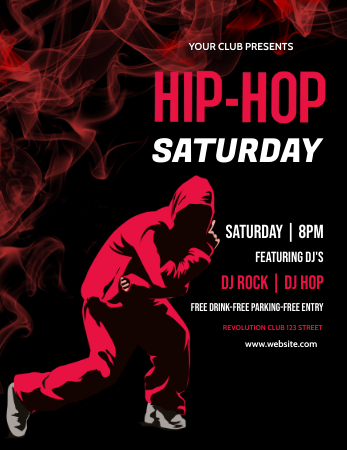 YOUR CLUB PRESENTS
HIP-HOP
SATURDAY
SATURDAY | 8PM
FEATURING DJ'S
DJ ROCK | DJ HOP
FREE DRINK-FREE PARKING-FREE ENTRY
REVOLUTION CLUB 123 STREET
www.website.com